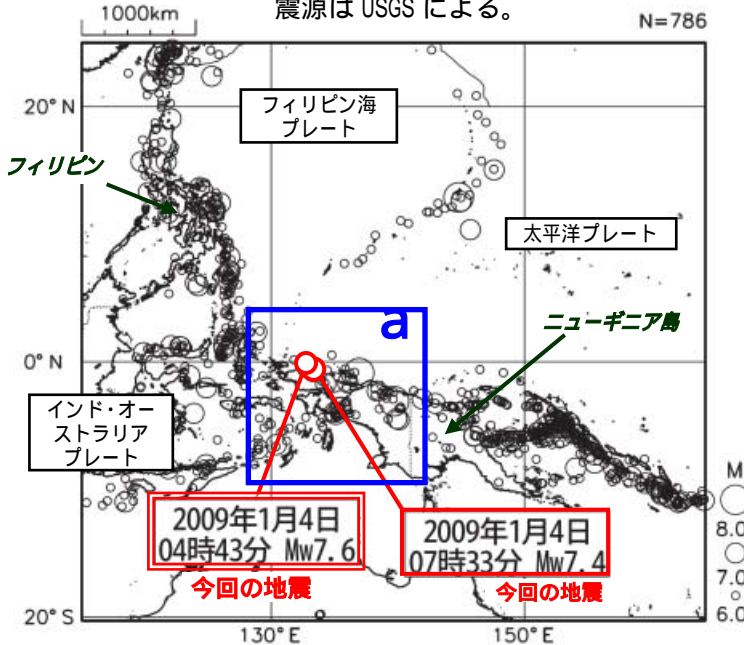 震源は USGS による。
1000km
N=786
20°N
フィリピン海
プレート
フィリピン
太平洋プレート
a
ニューギニア島
0°N
インド・オー
ストラリア
プレート
M
2009年1月4日
04時43分 Mw7.6
今回の地震
2009年1月4日
07時33分 Mw7.4
今回の地震
8.0
7.0
6.0
20°S
130°E
150°E